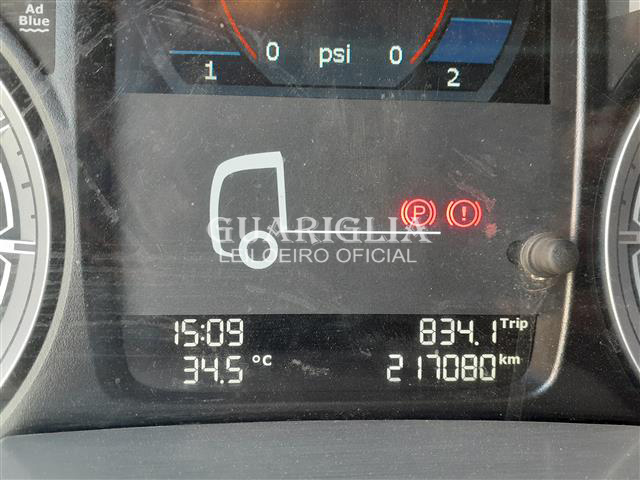 Ad
Blue
0 psi 0
1 2
P !
GUARIGLIA
LEILOEIRO OFICIAL
15:09 834.1 Trip
34.5 °C 217080 km